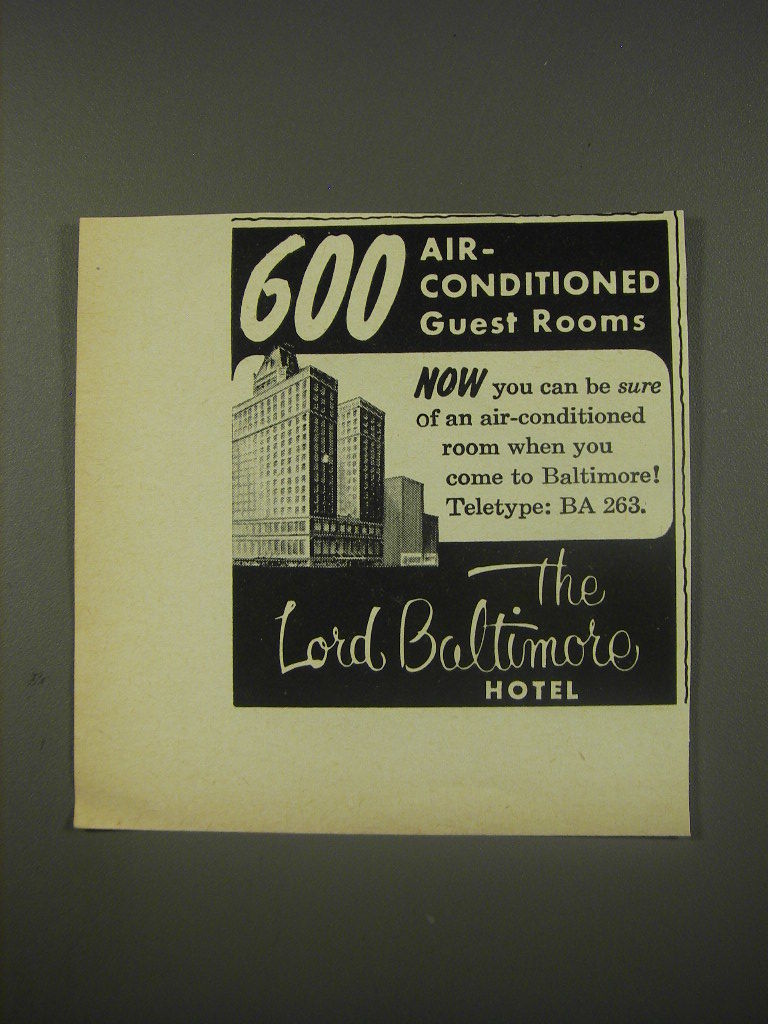 600 AIR-
CONDITIONED
Guest Rooms
NOW you can be sure
of an air-conditioned
room when you
come to Baltimore!
Teletype: BA 263.
The
Lord Baltimore
HOTEL